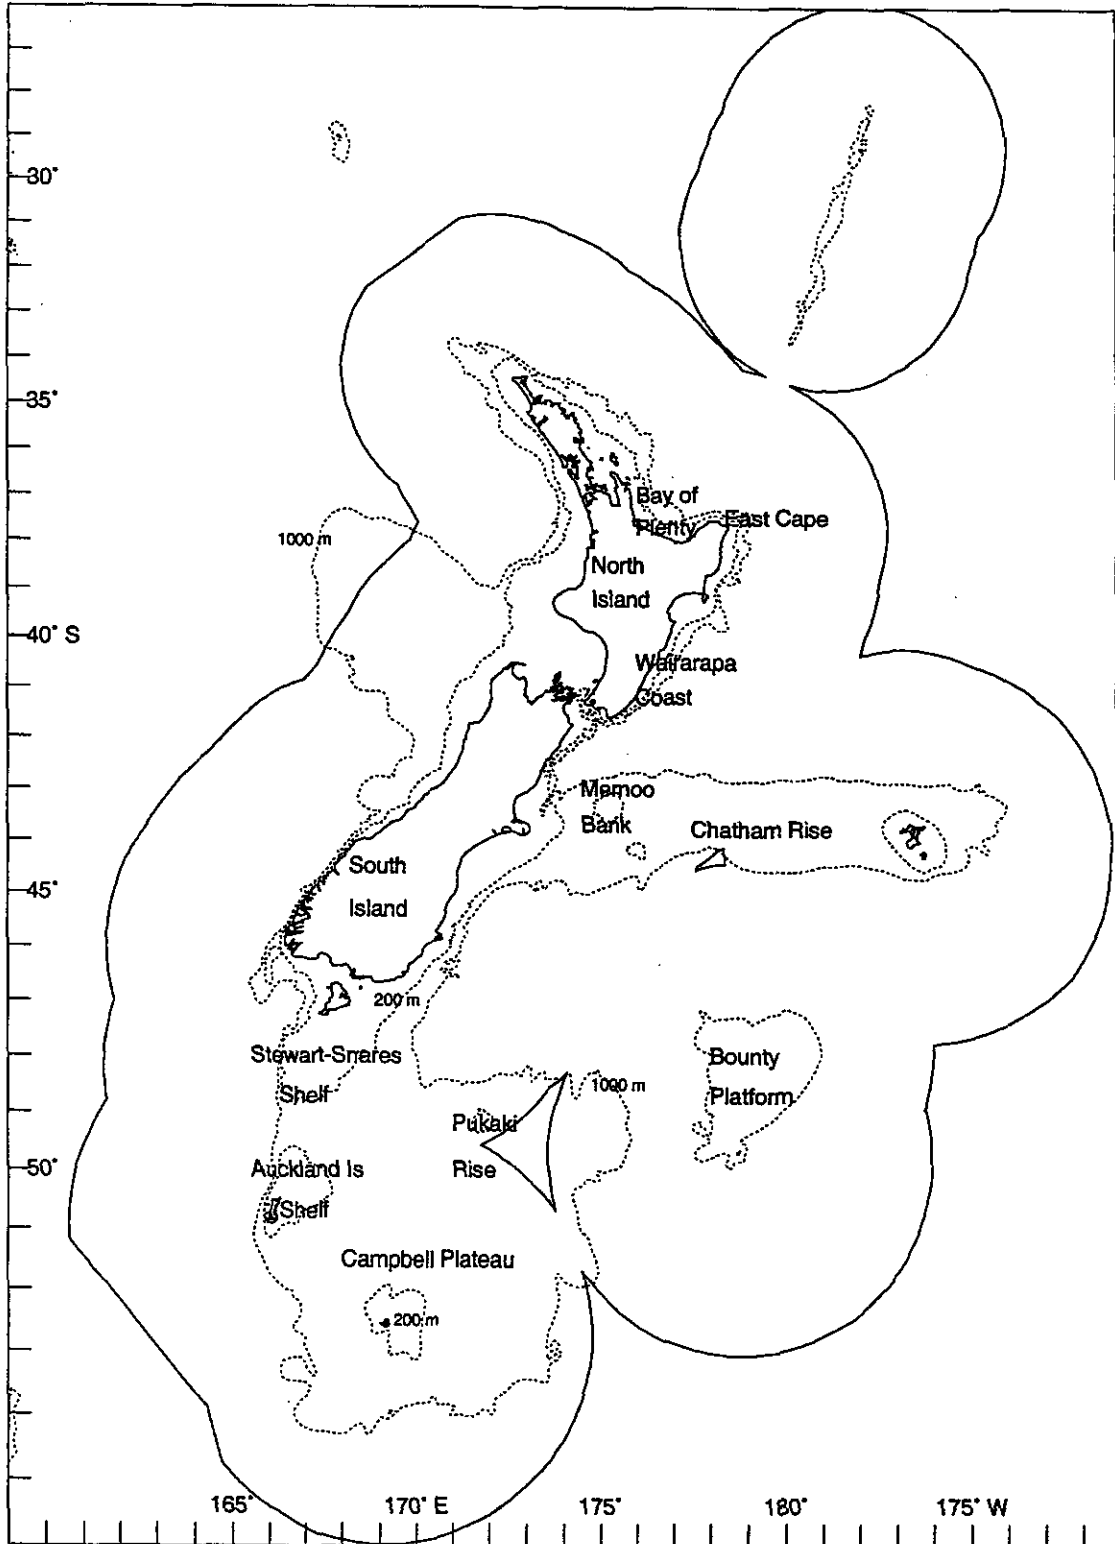 30°
35°
Bay of
Plenty
East Cape
1000 m
North
Island
40° S
Wairarapa
Coast
Mernoo
Bank
Chatham Rise
South
Island
45°
200 m
Stewart-Snares
Shelf
1000 m
Bounty
Platform
Pukaki
Rise
50°
Auckland Is
Shelf
Campbell Plateau
200 m
165°
170° E
175°
180°
175° W